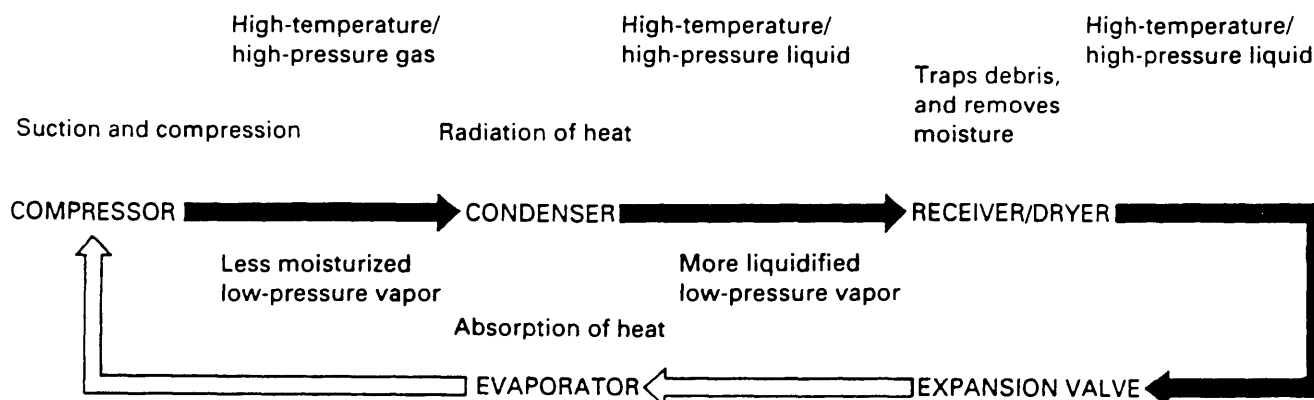 High-temperature/
high-pressure gas
High-temperature/
high-pressure liquid
High-temperature/
high-pressure liquid
Traps debris,
and removes
moisture
Suction and compression
Radiation of heat
COMPRESSOR
CONDENSER
RECEIVER/DRYER
Less moisturized
low-pressure vapor
More liquidified
low-pressure vapor
Absorption of heat
EVAPORATOR
EXPANSION VALVE